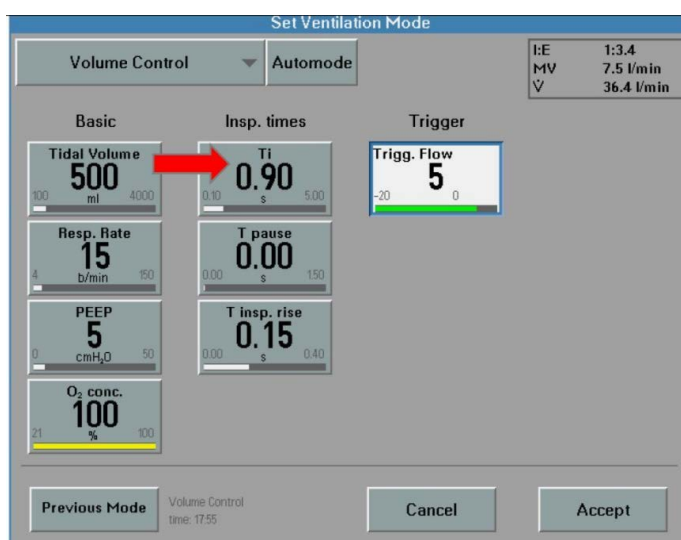 Set Ventilation Mode
Volume Control
Automode
I:E 1:3.4
MV 7.5 l/min
V̇ 36.4 l/min
Basic
Insp. times
Trigger
Tidal Volume
500
100 ml 4000
Ti
0.90
0.10 s 5.00
Trigg. Flow
5
-20 0
Resp. Rate
15
4 b/min 150
T pause
0.00
0.00 s 1.50
PEEP
5
0 cmH₂O 50
T insp. rise
0.15
0.00 s 0.40
O₂ conc.
100
21 % 100
Previous Mode
Volume Control
time: 17:55
Cancel
Accept